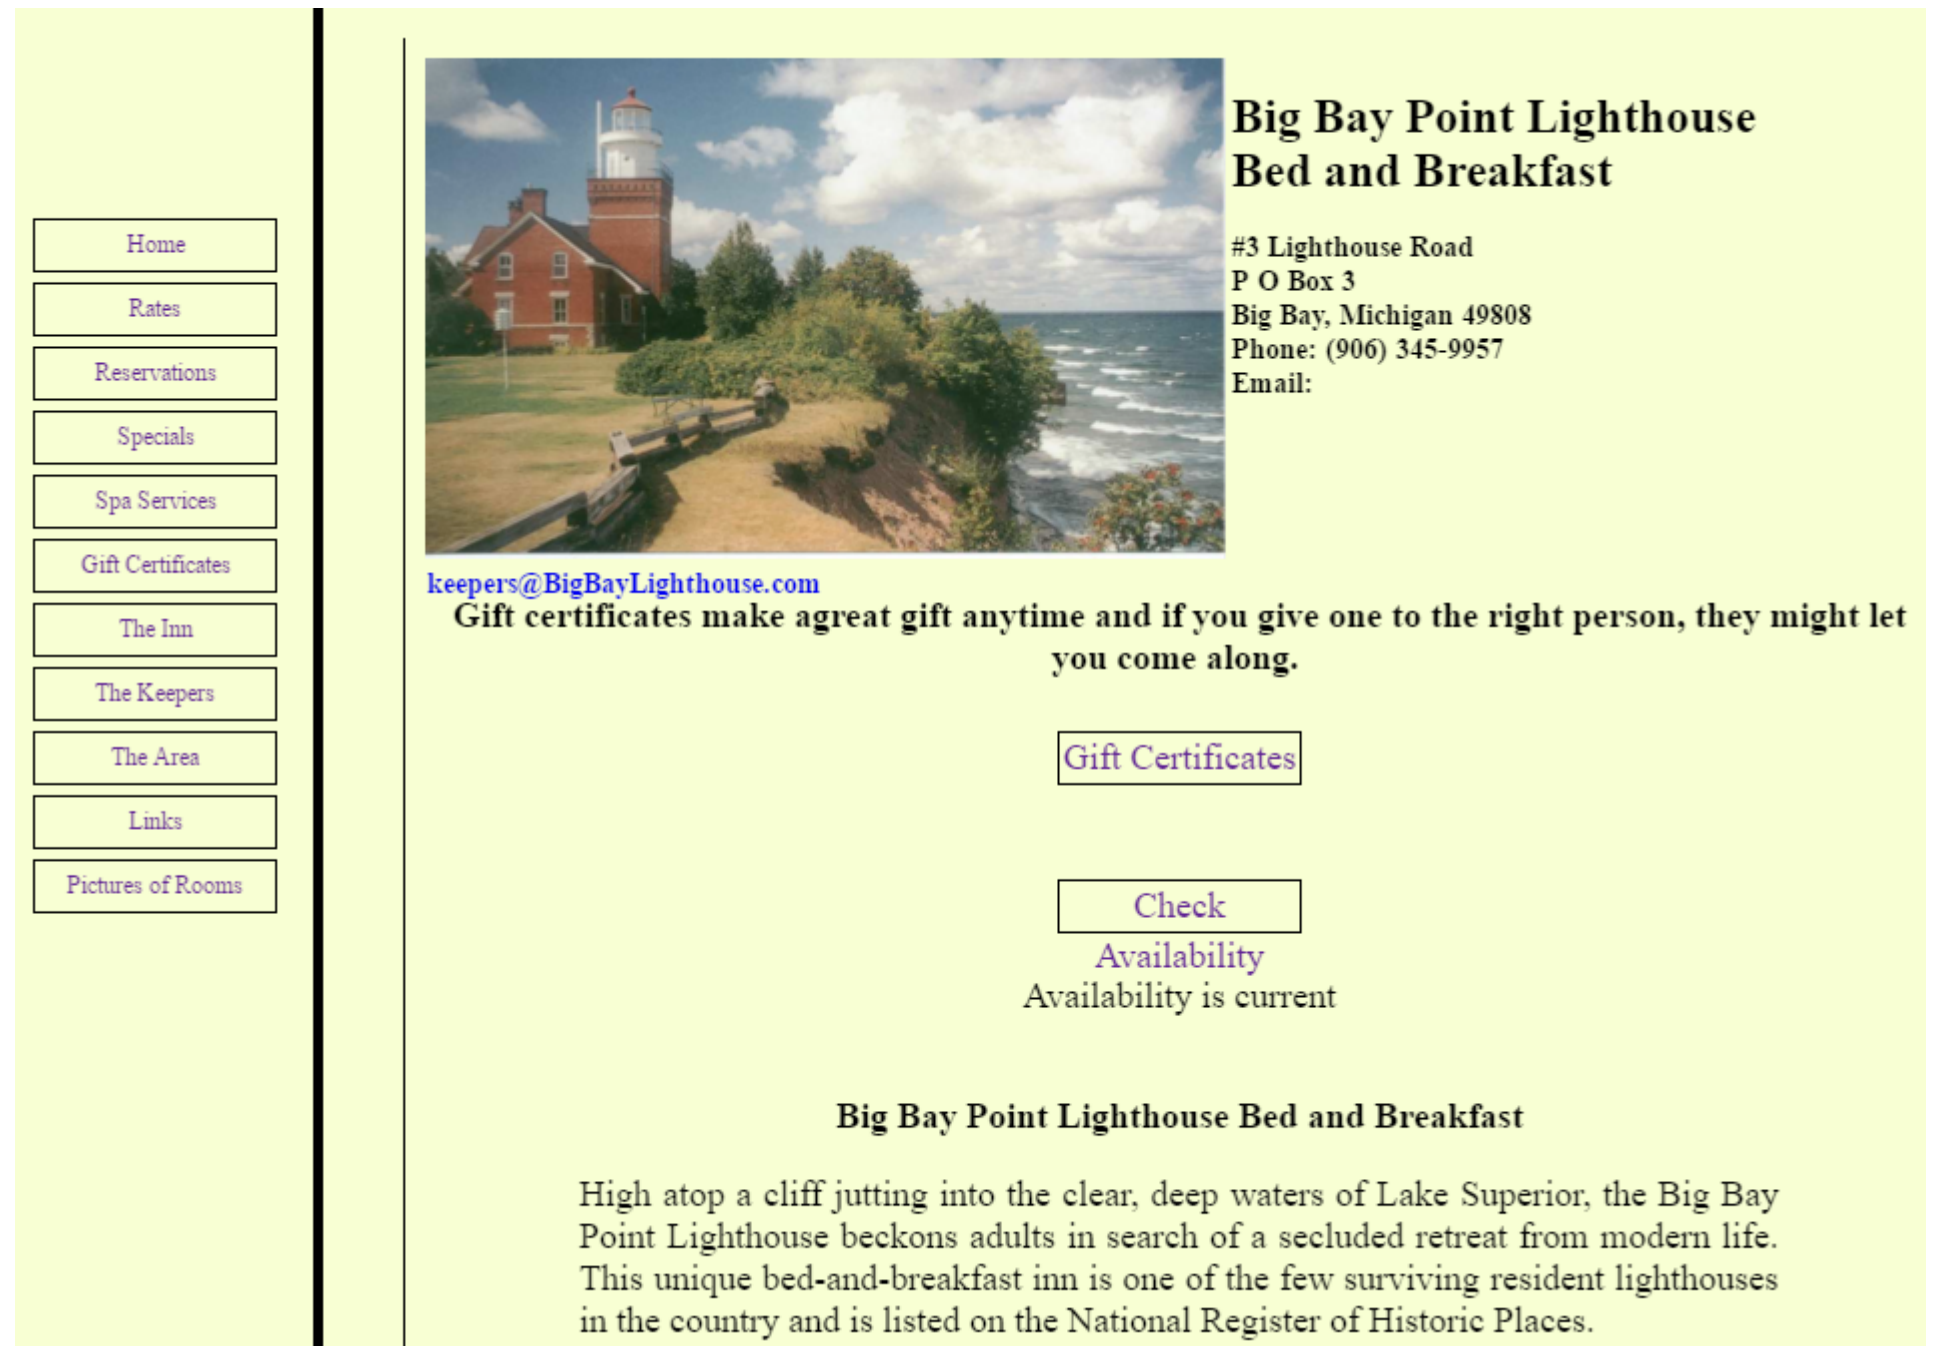 Home
Rates
Reservations
Specials
Spa Services
Gift Certificates
The Inn
The Keepers
The Area
Links
Pictures of Rooms
Big Bay Point Lighthouse
Bed and Breakfast
#3 Lighthouse Road
P O Box 3
Big Bay, Michigan 49808
Phone: (906) 345-9957
Email:
keepers@BigBayLighthouse.com
Gift certificates make agreat gift anytime and if you give one to the right person, they might let
you come along.
Gift Certificates
Check
Availability
Availability is current
Big Bay Point Lighthouse Bed and Breakfast
High atop a cliff jutting into the clear, deep waters of Lake Superior, the Big Bay
Point Lighthouse beckons adults in search of a secluded retreat from modern life.
This unique bed-and-breakfast inn is one of the few surviving resident lighthouses
in the country and is listed on the National Register of Historic Places.